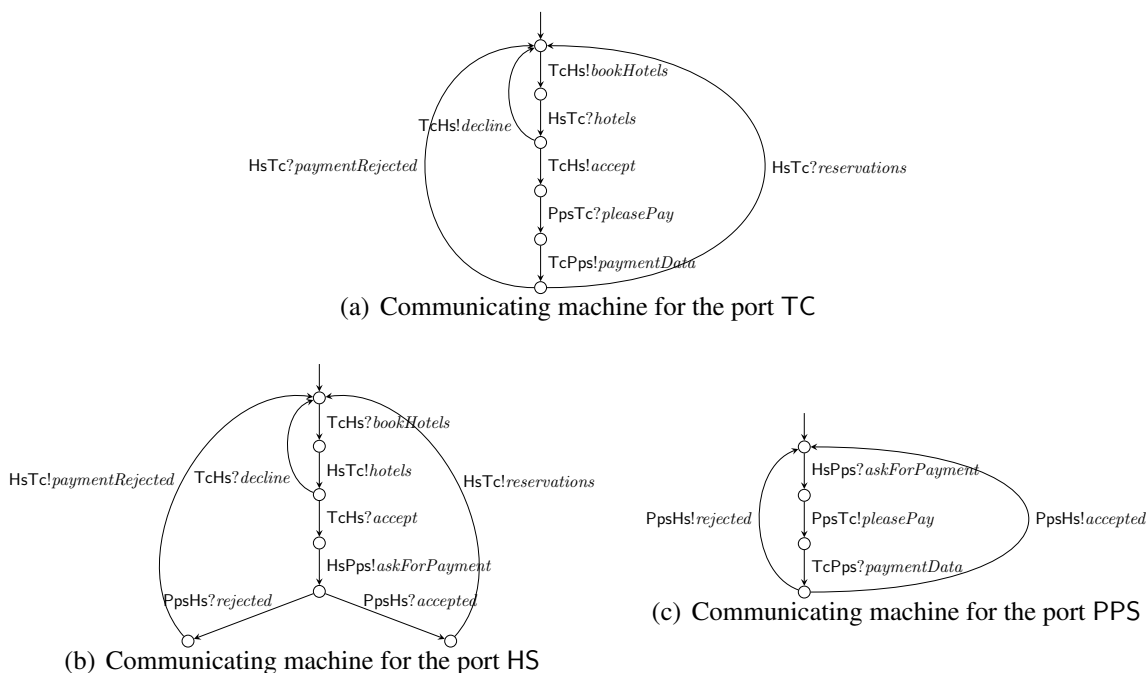 TcHs!bookHotels
HsTc?hotels
TcHs!decline
TcHs!accept
HsTc?paymentRejected
HsTc?reservations
PpsTc?pleasePay
TcPps!paymentData
(a) Communicating machine for the port TC
TcHs?bookHotels
HsTc!hotels
HsTc!paymentRejected
TcHs?decline
HsTc!reservations
TcHs?accept
HsPps!askForPayment
PpsHs?rejected
PpsHs?accepted
(b) Communicating machine for the port HS
HsPps?askForPayment
PpsHs!rejected
PpsTc!pleasePay
PpsHs!accepted
TcPps?paymentData
(c) Communicating machine for the port PPS